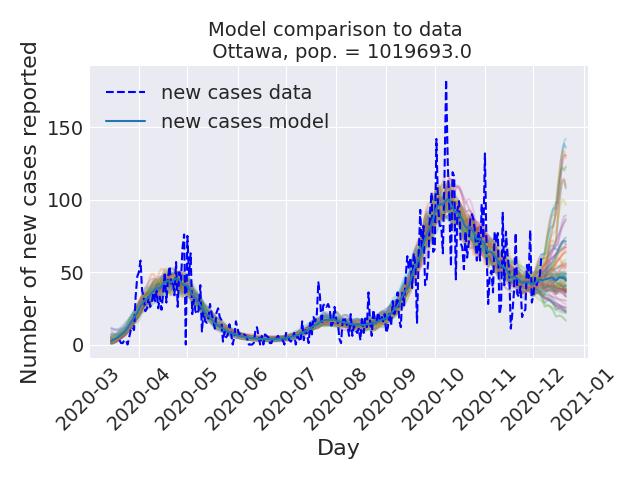 Model comparison to data
Ottawa, pop. = 1019693.0
new cases data
new cases model
Number of new cases reported
150
100
50
0
2020-03
2020-04
2020-05
2020-06
2020-07
2020-08
2020-09
2020-10
2020-11
2020-12
2021-01
Day